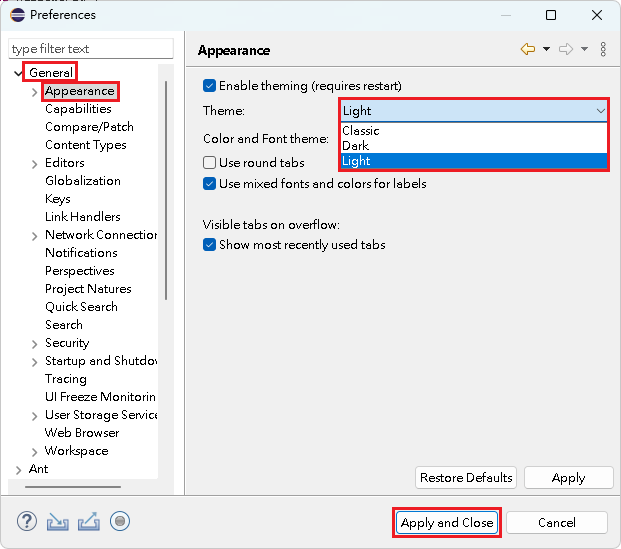 Preferences
type filter text
General
Appearance
Capabilities
Compare/Patch
Content Types
Editors
Globalization
Keys
Link Handlers
Network Connection
Notifications
Perspectives
Project Natures
Quick Search
Search
Security
Startup and Shutdov
Tracing
UI Freeze Monitorin
User Storage Service
Web Browser
Workspace
Ant
Appearance
Enable theming (requires restart)
Theme:
Light
Classic
Dark
Light
Color and Font theme:
Use round tabs
Use mixed fonts and colors for labels
Visible tabs on overflow:
Show most recently used tabs
Restore Defaults
Apply
Apply and Close
Cancel